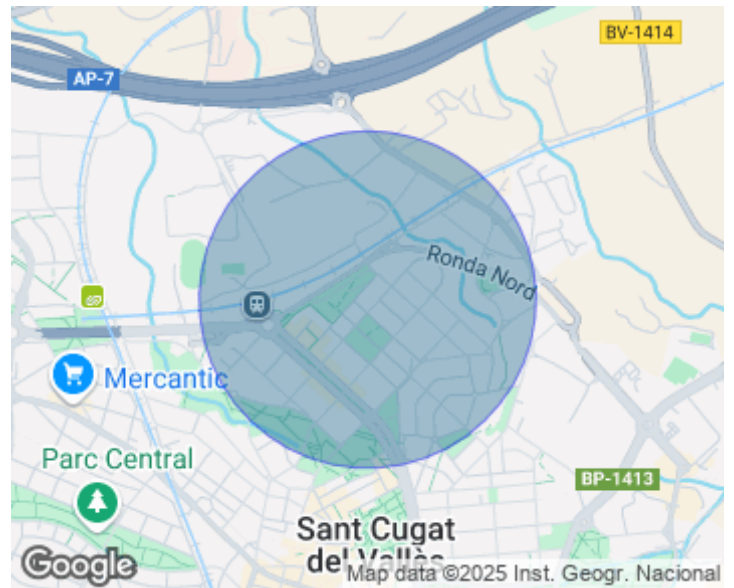 BV-1414
AP-7
Ronda Nord
Mercantic
Parc Central
BP-1413
Sant Cugat
del Vallès
Google
Map data ©2025 Inst. Geogr. Nacional